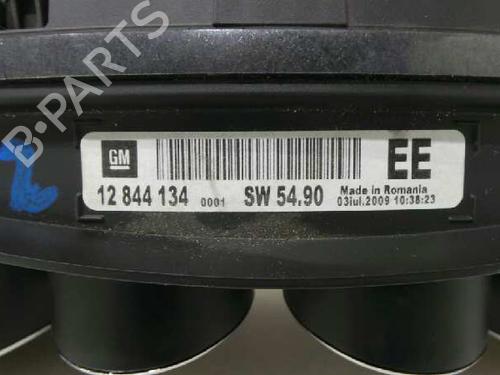 B-PARTS
GM
EE
12 844 134 0001 SW 54.90
Made in Romania
03iul.2009 10:38:23